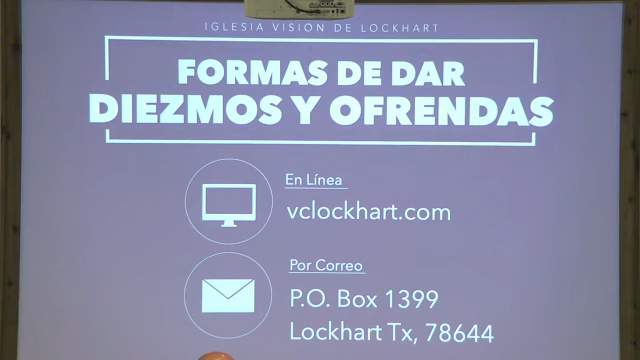 IGLESIA VISIÓN DE LOCKHART
FORMAS DE DAR
DIEZMOS Y OFRENDAS
En Línea
vclockhart.com
Por Correo
P.O. Box 1399
Lockhart Tx, 78644